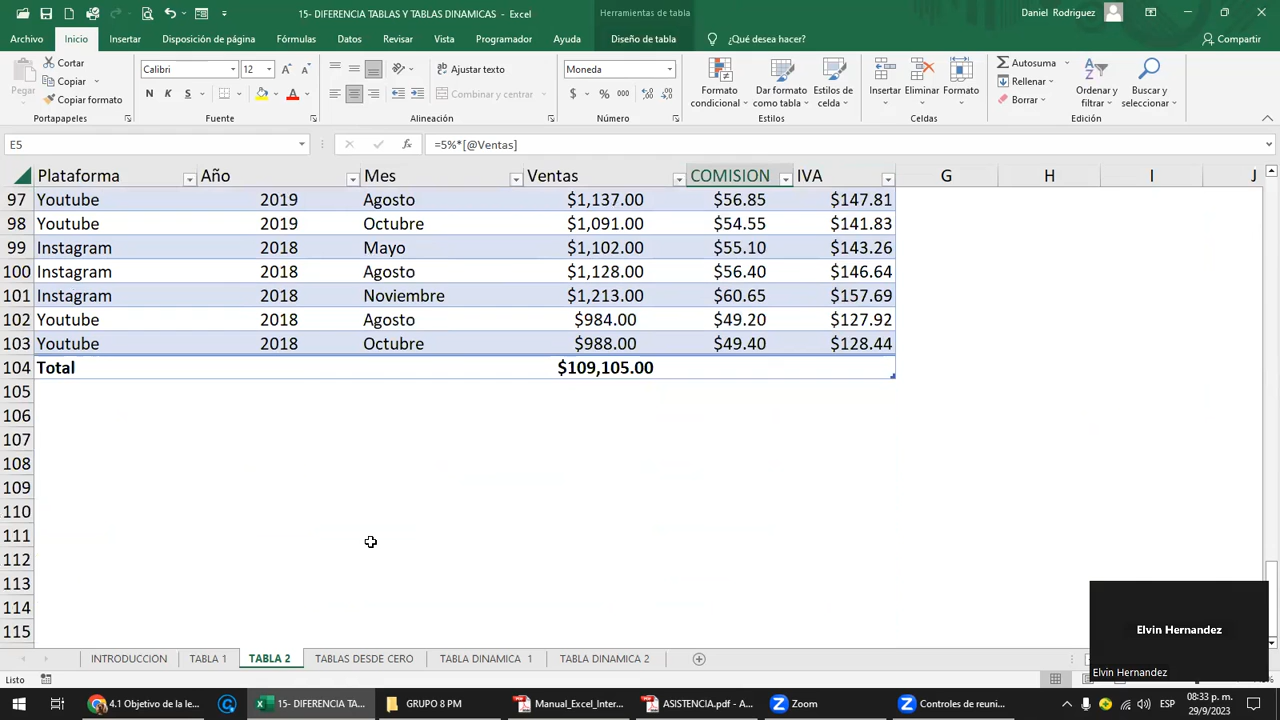 15- DIFERENCIA TABLAS Y TABLAS DINAMICAS - Excel
Herramientas de tabla
Daniel Rodriguez
Archivo Inicio Insertar Disposición de página Fórmulas Datos Revisar Vista Programador Ayuda Diseño de tabla ¿Qué desea hacer? Compartir
Pegar
Cortar
Copiar
Copiar formato
Portapapeles
Calibri 12
N K S
Fuente
Ajustar texto
Combinar y centrar
Alineación
Moneda
$ % 000
Número
Formato condicional
Dar formato como tabla
Estilos de celda
Estilos
Insertar Eliminar Formato
Celdas
Autosuma
Rellenar
Borrar
Ordenar y filtrar
Buscar y seleccionar
Edición
E5 fx =5%*[@Ventas]
Plataforma Año Mes Ventas COMISION IVA G H I J
97 Youtube 2019 Agosto $1,137.00 $56.85 $147.81
98 Youtube 2019 Octubre $1,091.00 $54.55 $141.83
99 Instagram 2018 Mayo $1,102.00 $55.10 $143.26
100 Instagram 2018 Agosto $1,128.00 $56.40 $146.64
101 Instagram 2018 Noviembre $1,213.00 $60.65 $157.69
102 Youtube 2018 Agosto $984.00 $49.20 $127.92
103 Youtube 2018 Octubre $988.00 $49.40 $128.44
104 Total $109,105.00
105
106
107
108
109
110
111
112
113
114
115
Elvin Hernandez
Elvin Hernandez
INTRODUCCION TABLA 1 TABLA 2 TABLAS DESDE CERO TABLA DINAMICA 1 TABLA DINAMICA 2
Listo
4.1 Objetivo de la le... 15- DIFERENCIA TA... GRUPO 8 PM Manual_Excel_Inter... ASISTENCIA.pdf - A... Zoom Controles de reuni... ESP
08:33 p. m.
29/9/2023